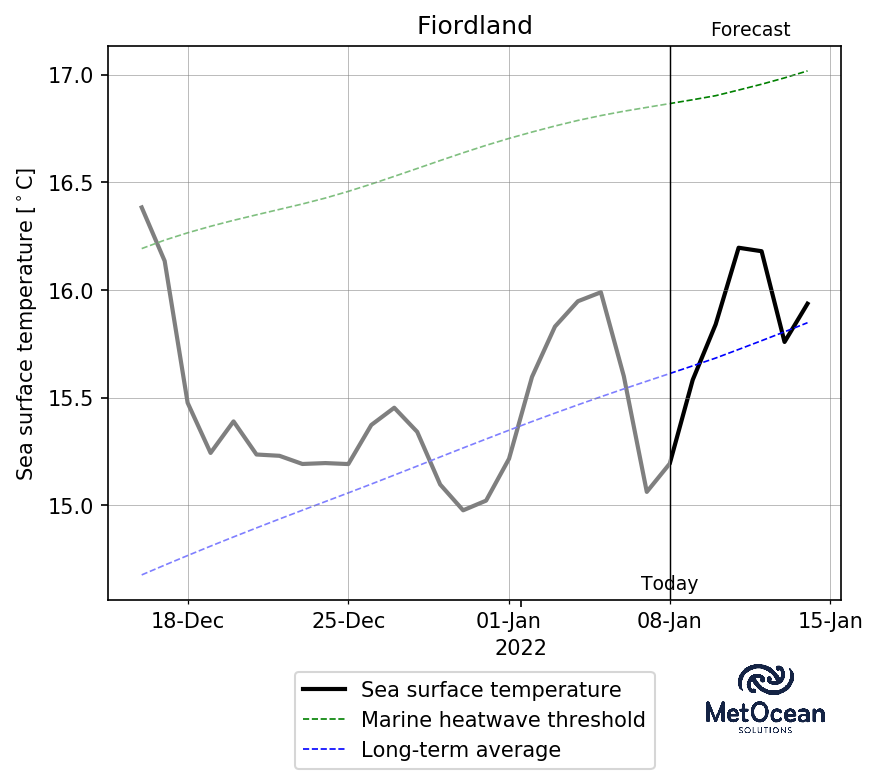 Fiordland
Forecast
Sea surface temperature [°C]
17.0
16.5
16.0
15.5
15.0
Today
18-Dec
25-Dec
01-Jan
08-Jan
15-Jan
2022
Sea surface temperature
Marine heatwave threshold
Long-term average
MetOcean
SOLUTIONS